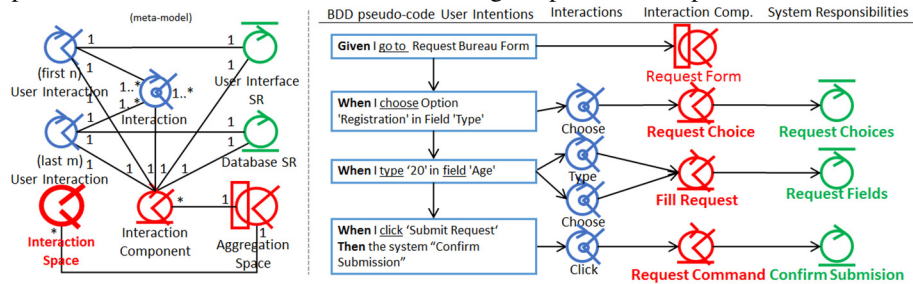 (meta-model)
1
1
1
1
(first n)
User Interaction
1..*
1..*
1..*
Interaction
User Interface
SR
1
1
1
1
(last m)
User Interaction
1
1
1
1
Database SR
Interaction
Space
*
Interaction
Component
*
1
Aggregation
Space
1
BDD pseudo-code User Intentions
Interactions
Interaction Comp.
System Responsibilities
Given I go to Request Bureau Form
Request Form
When I choose Option
'Registration' in Field 'Type'
Choose
Request Choice
Request Choices
When I type ‘20’ in field 'Age'
Type
Choose
Fill Request
Request Fields
When I click ‘Submit Request‘
Then the system “Confirm
Submission”
Click
Request Command
Confirm Submision